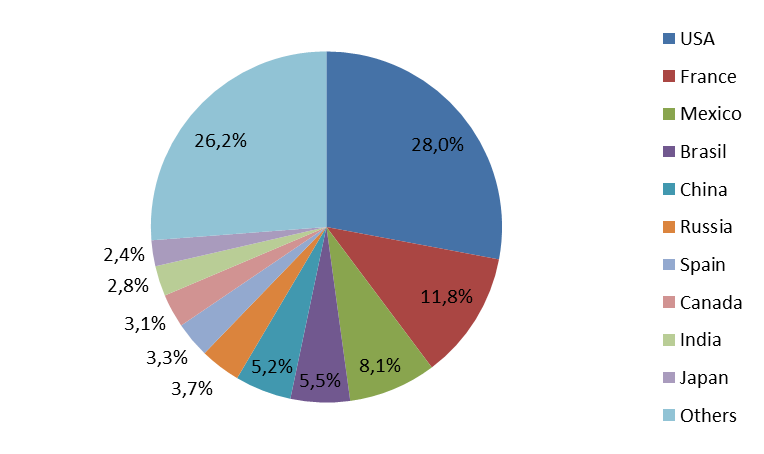 28,0%
11,8%
8,1%
5,5%
5,2%
3,7%
3,3%
3,1%
2,8%
2,4%
26,2%
USA
France
Mexico
Brasil
China
Russia
Spain
Canada
India
Japan
Others